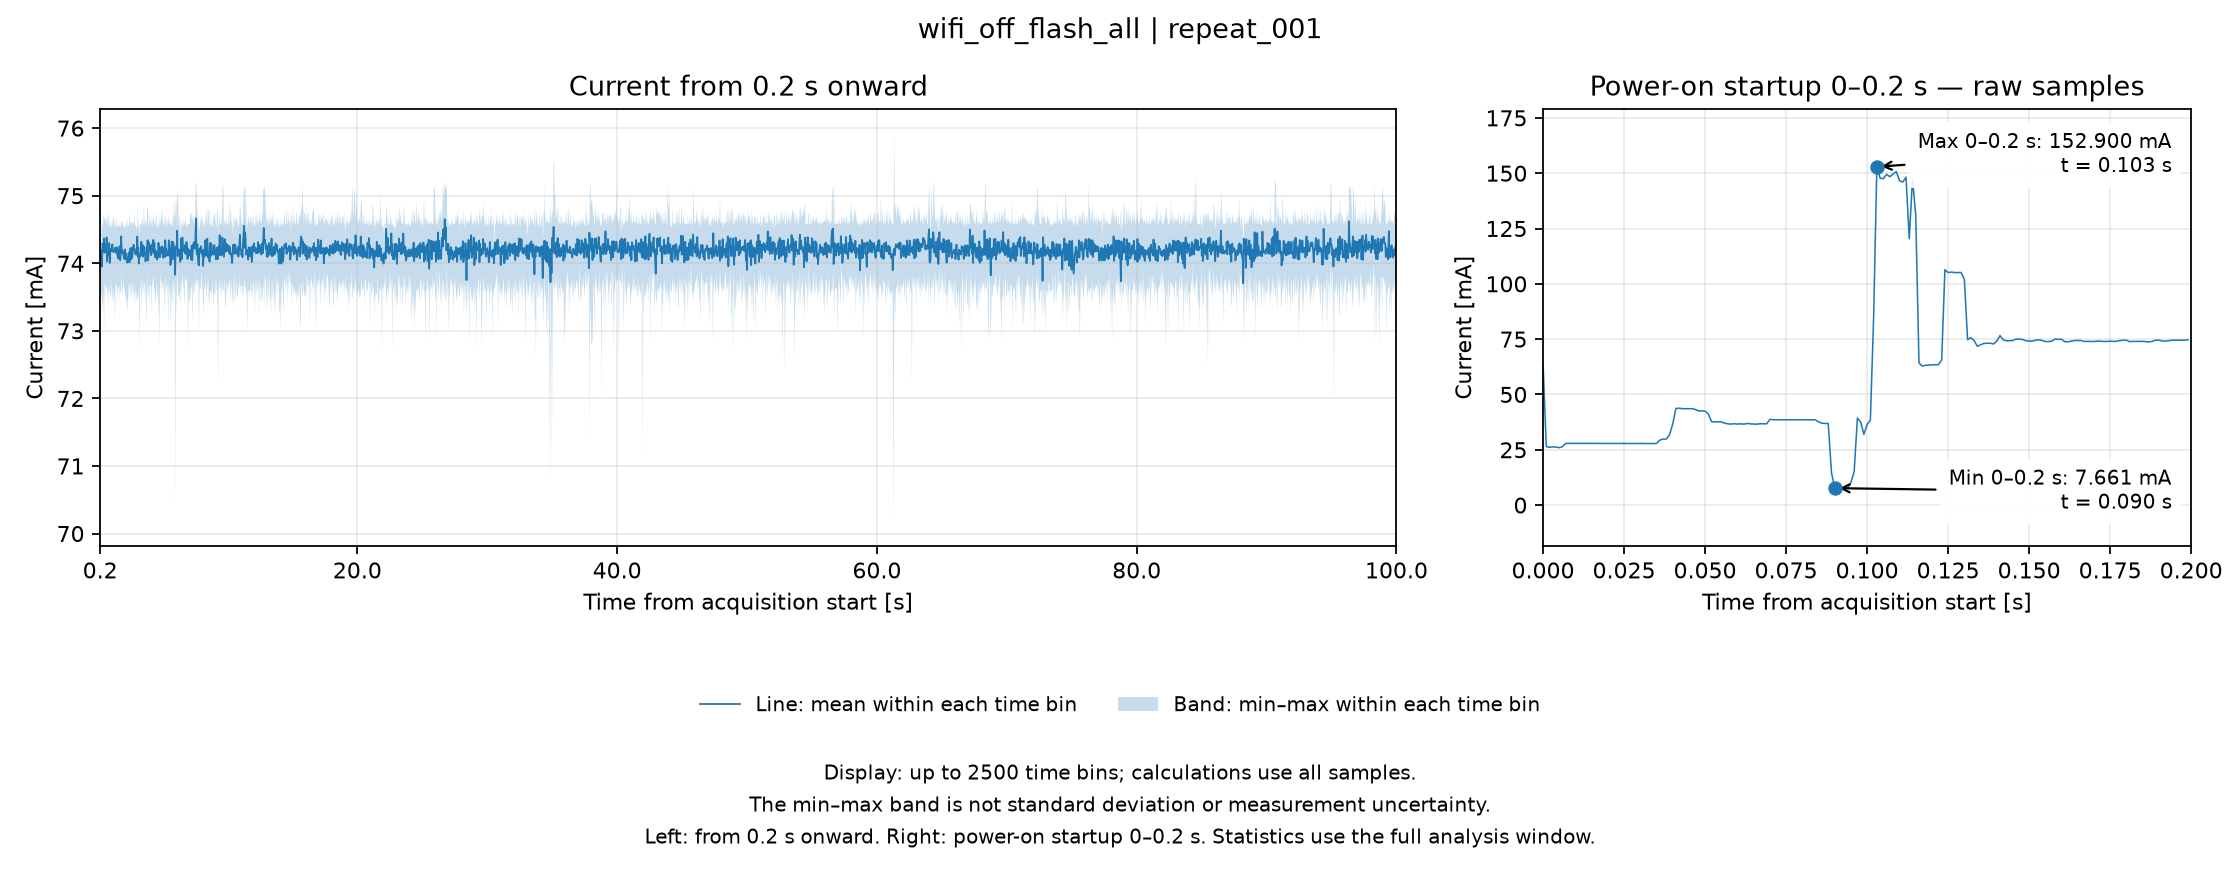 wifi_off_flash_all | repeat_001
Current from 0.2 s onward
Current [mA]
76
75
74
73
72
71
70
0.2
20.0
40.0
60.0
80.0
100.0
Time from acquisition start [s]
Power-on startup 0–0.2 s — raw samples
Current [mA]
175
150
125
100
75
50
25
0
Max 0–0.2 s: 152.900 mA
t = 0.103 s
Min 0–0.2 s: 7.661 mA
t = 0.090 s
0.000
0.025
0.050
0.075
0.100
0.125
0.150
0.175
0.200
Time from acquisition start [s]
Line: mean within each time bin
Band: min–max within each time bin
Display: up to 2500 time bins; calculations use all samples.
The min–max band is not standard deviation or measurement uncertainty.
Left: from 0.2 s onward. Right: power-on startup 0–0.2 s. Statistics use the full analysis window.